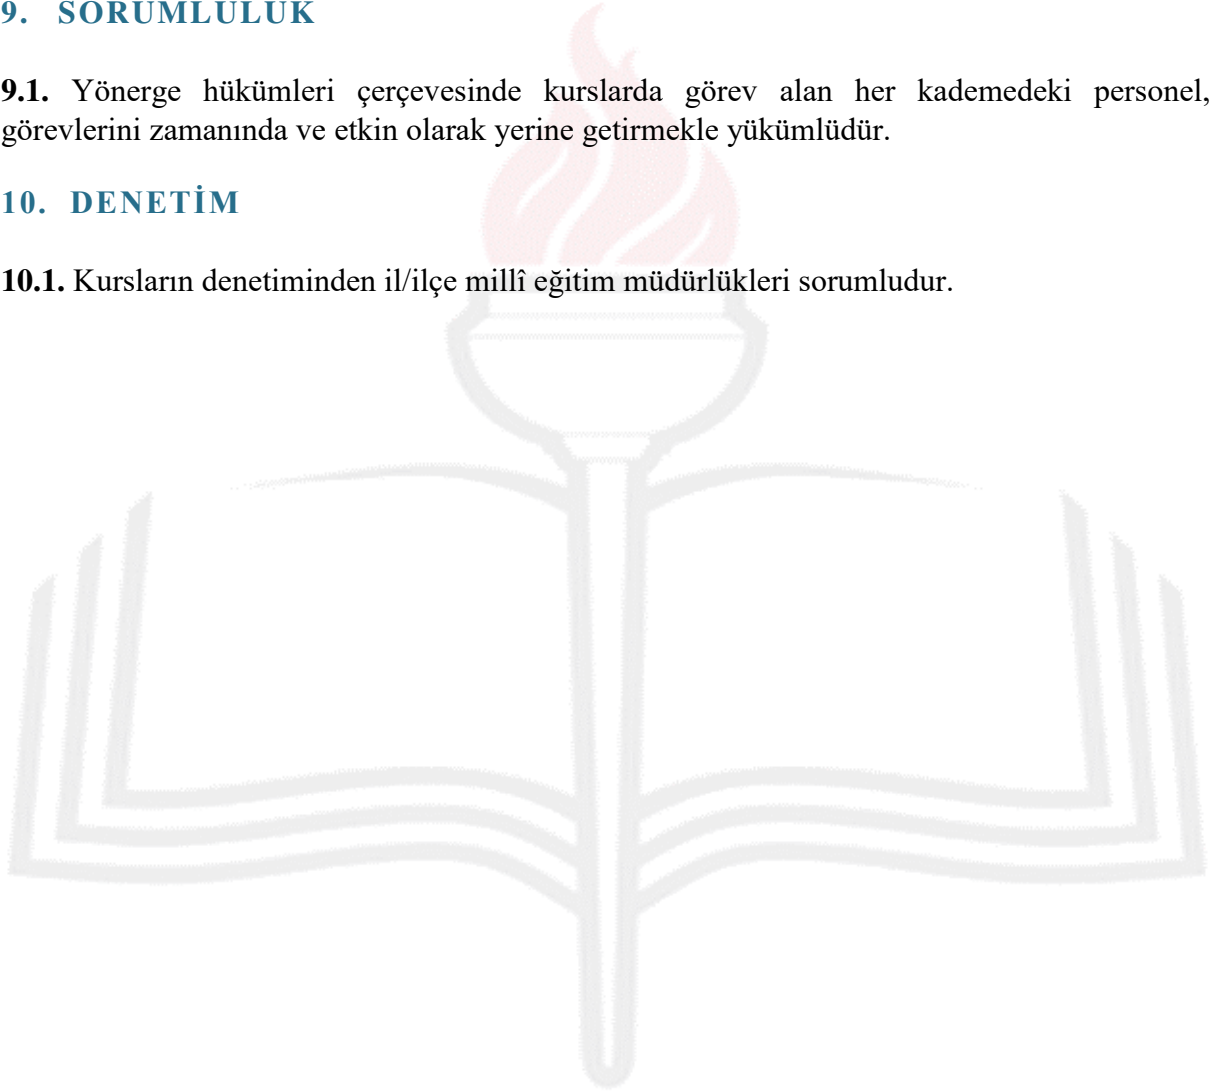 9. SORUMLULUK
9.1. Yönerge hükümleri çerçevesinde kurslarda görev alan her kademedeki personel,
görevlerini zamanında ve etkin olarak yerine getirmekle yükümlüdür.
10. DENETİM
10.1. Kursların denetiminden il/ilçe millî eğitim müdürlükleri sorumludur.